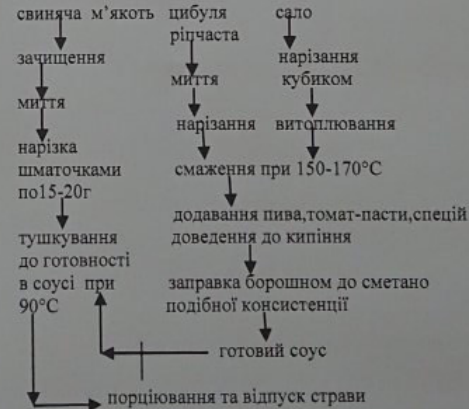 свиняча м’якоть цибуля сало
ріпчаста
зачищення
нарізання
кубиком
миття
миття
нарізання
витоплювання
нарізка
шматочками
по15-20г
смаження при 150-170°С
додавання пива,томат-пасти,спецій
доведення до кипіння
тушкування
до готовності
в соусі при
90°С
заправка борошном до сметано
подібної консистенції
готовий соус
порціювання та відпуск страви